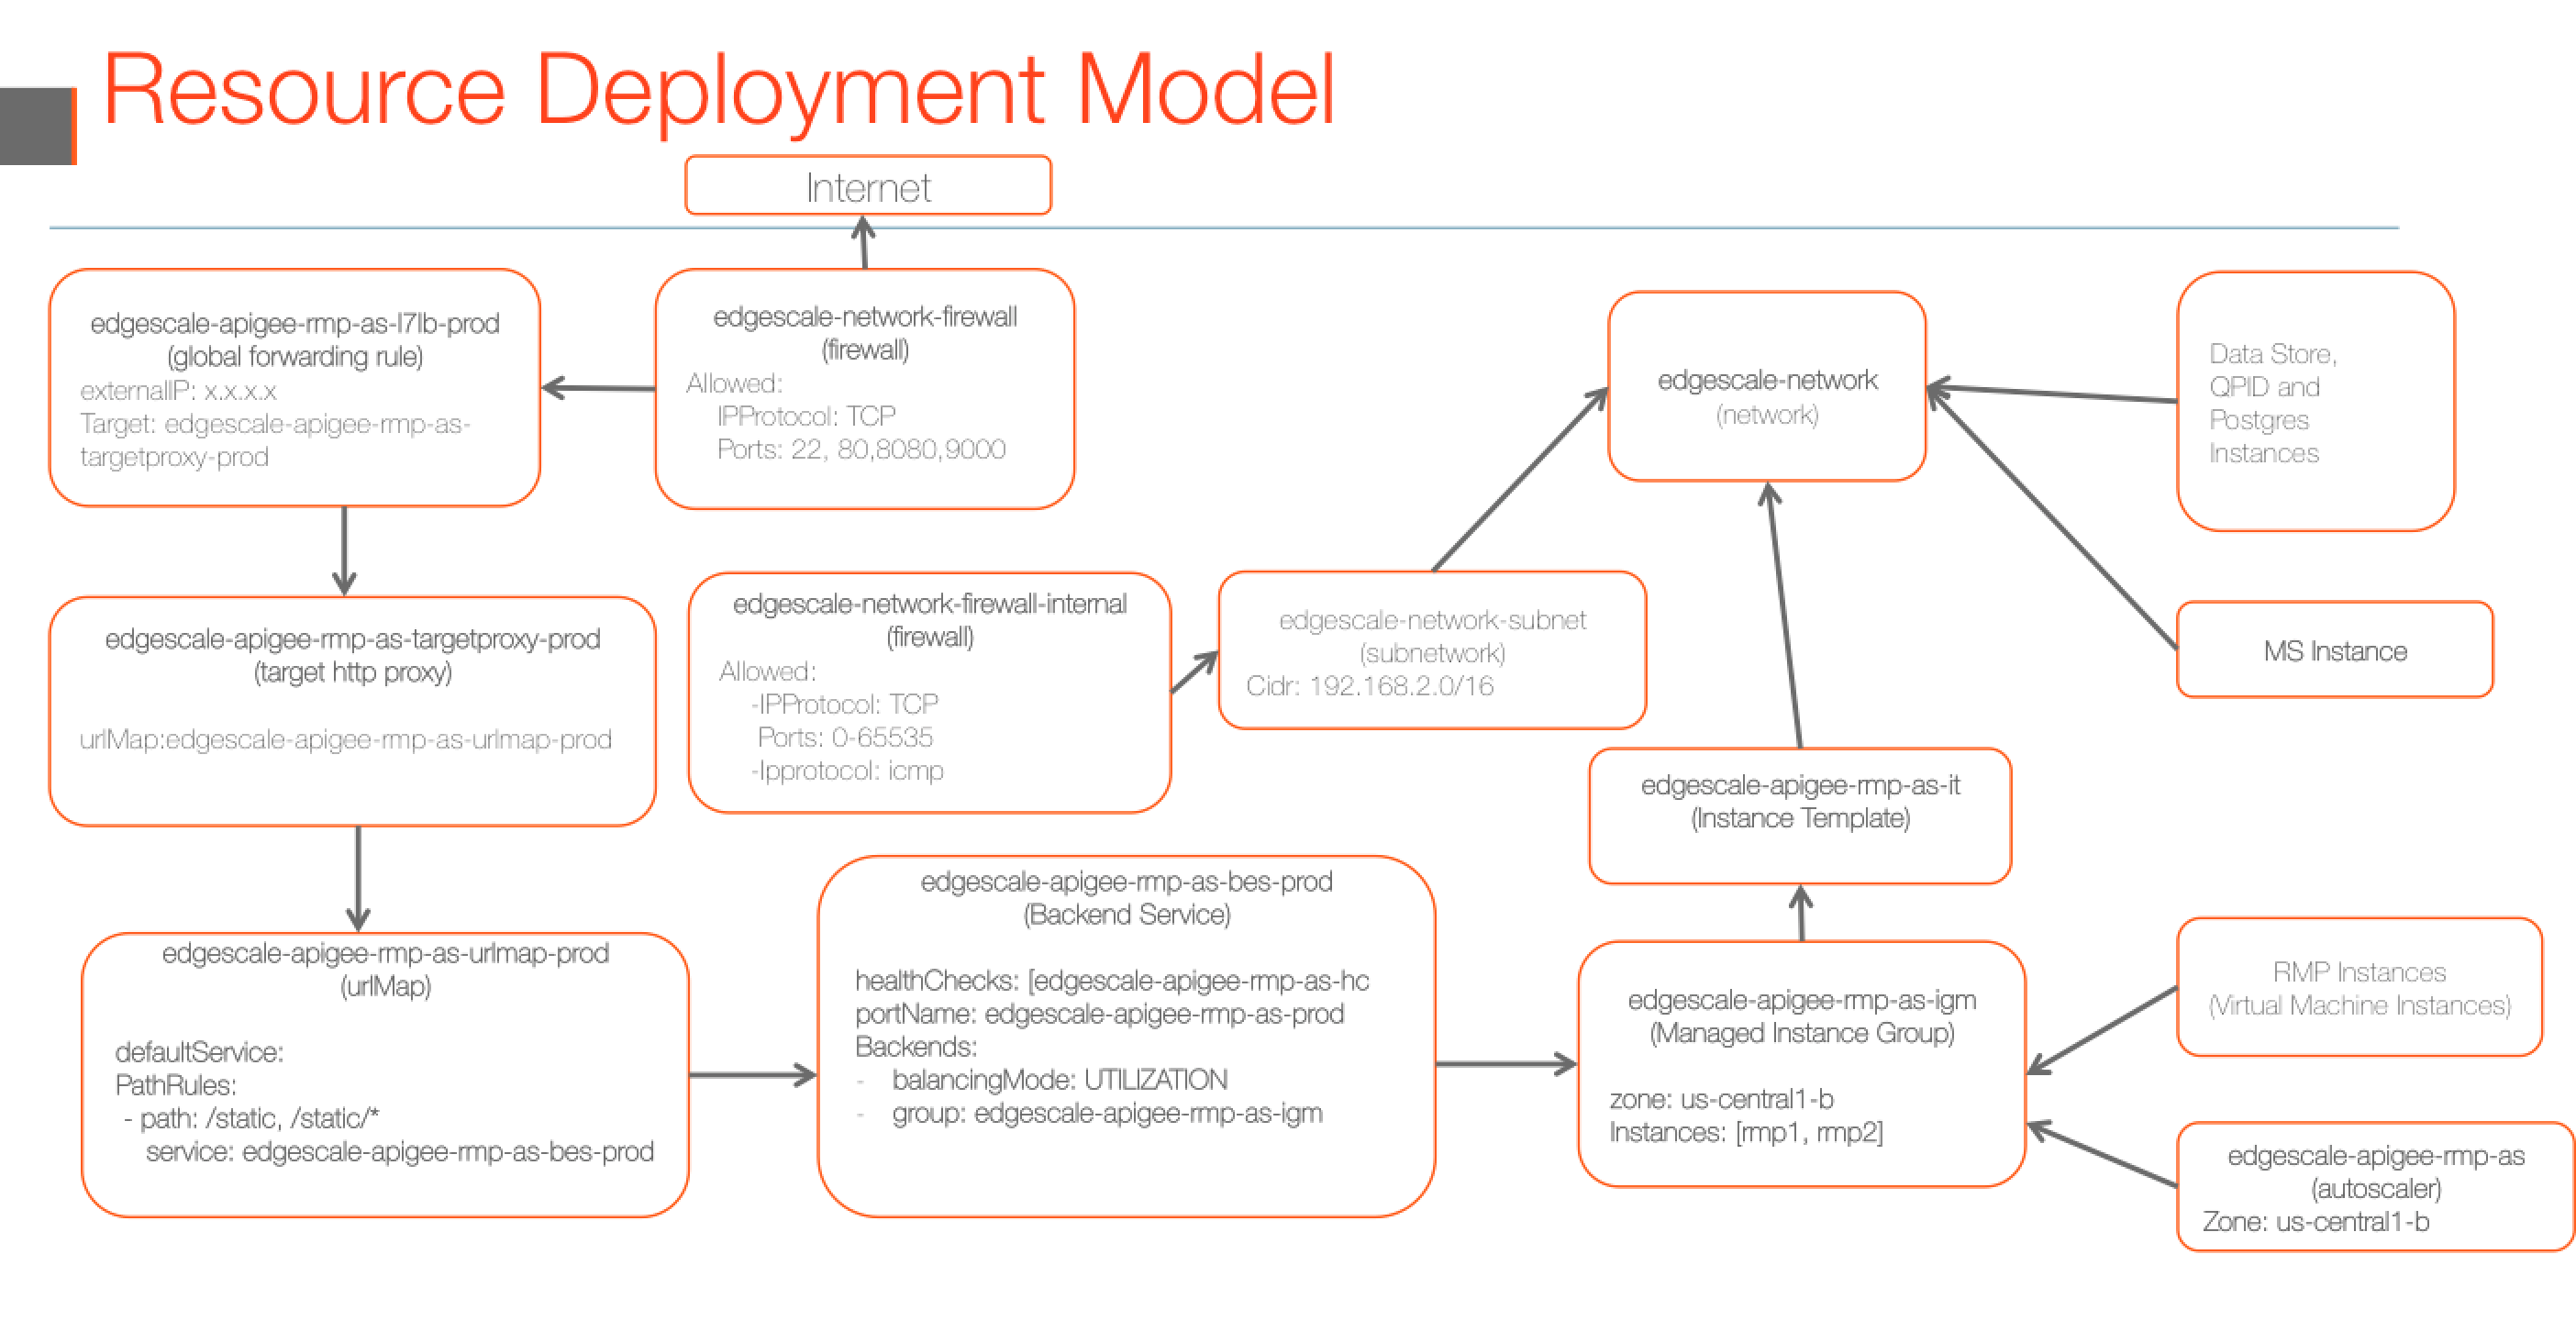 Resource Deployment Model
Internet
edgescale-apigee-rmp-as-l7lb-prod
(global forwarding rule)
externalIP: x.x.x.x
Target: edgescale-apigee-rmp-as-
targetproxy-prod
edgescale-network-firewall
(firewall)
Allowed:
IPProtocol: TCP
Ports: 22, 80,8080,9000
edgescale-network
(network)
Data Store,
QPID and
Postgres
Instances
edgescale-apigee-rmp-as-targetproxy-prod
(target http proxy)
urlMap:edgescale-apigee-rmp-as-urlmap-prod
edgescale-network-firewall-internal
(firewall)
Allowed:
-IPProtocol: TCP
Ports: 0-65535
-Ipprotocol: icmp
edgescale-network-subnet
(subnetwork)
Cidr: 192.168.2.0/16
MS Instance
edgescale-apigee-rmp-as-it
(Instance Template)
edgescale-apigee-rmp-as-urlmap-prod
(urlMap)
defaultService:
PathRules:
- path: /static, /static/*
service: edgescale-apigee-rmp-as-bes-prod
edgescale-apigee-rmp-as-bes-prod
(Backend Service)
healthChecks: [edgescale-apigee-rmp-as-hc
portName: edgescale-apigee-rmp-as-prod
Backends:
- balancingMode: UTILIZATION
- group: edgescale-apigee-rmp-as-igm
edgescale-apigee-rmp-as-igm
(Managed Instance Group)
zone: us-central1-b
Instances: [rmp1, rmp2]
RMP Instances
(Virtual Machine Instances)
edgescale-apigee-rmp-as
(autoscaler)
Zone: us-central1-b